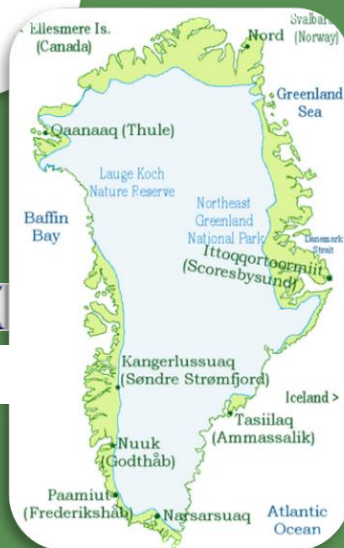 Ellesmere Is.
(Canada)
Svalbard
(Norway)
Nord
Greenland
Sea
Qaanaaq (Thule)
Lauge Koch
Nature Reserve
Northeast
Greenland
National Park
Baffin
Bay
Danemark
Strait
Ittoqqortoormiit
(Scoresbysund)
Kangerlussuaq
(Søndre Strømfjord)
Iceland >
Tasiilaq
(Ammassalik)
Nuuk
(Godthåb)
Paamiut
(Frederikshåb)
Narsarsuaq
Atlantic
Ocean